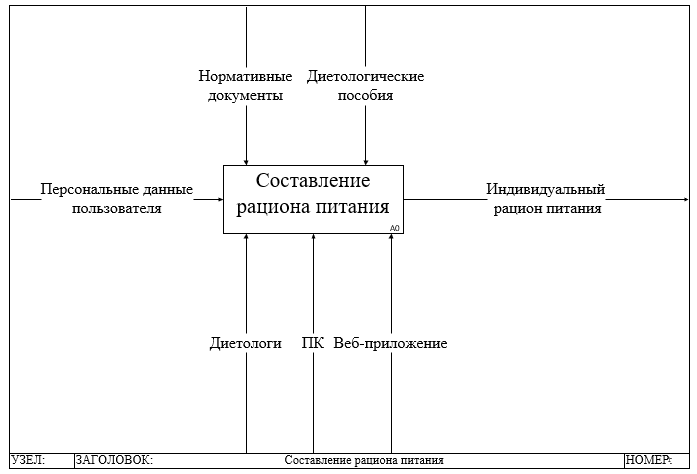 Нормативные
документы
Диетологические
пособия
Персональные данные
пользователя
Составление
рациона питания
A0
Индивидуальный
рацион питания
Диетологи
ПК
Веб-приложение
УЗЕЛ:
ЗАГОЛОВОК:
Составление рациона питания
НОМЕР: